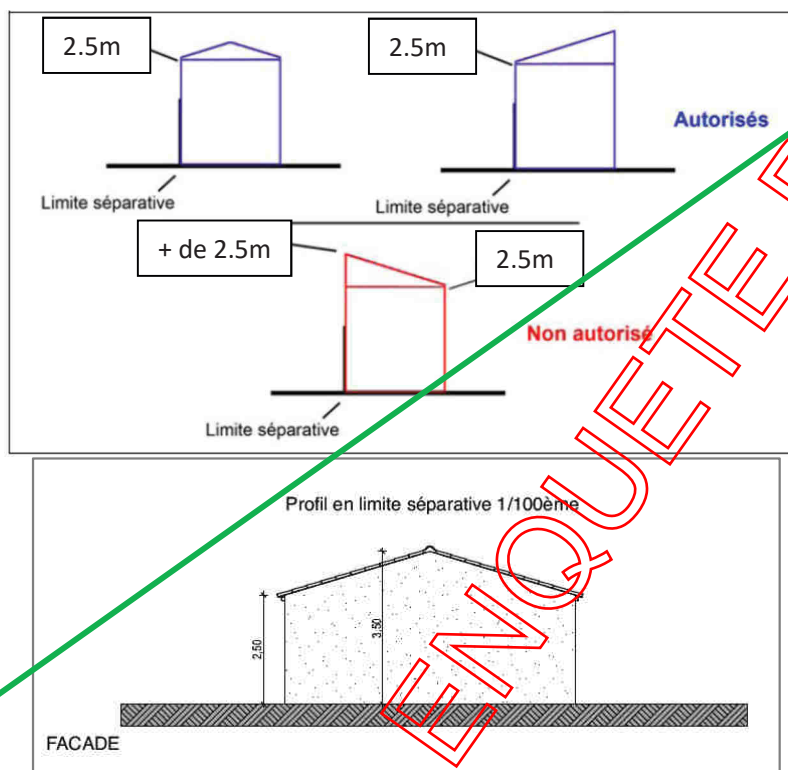 2.5m
2.5m
Autorisés
Limite séparative
Limite séparative
+ de 2.5m
2.5m
Non autorisé
Limite séparative
Profil en limite séparative 1/100ème
2,50
3,50
FACADE
ENQUETE